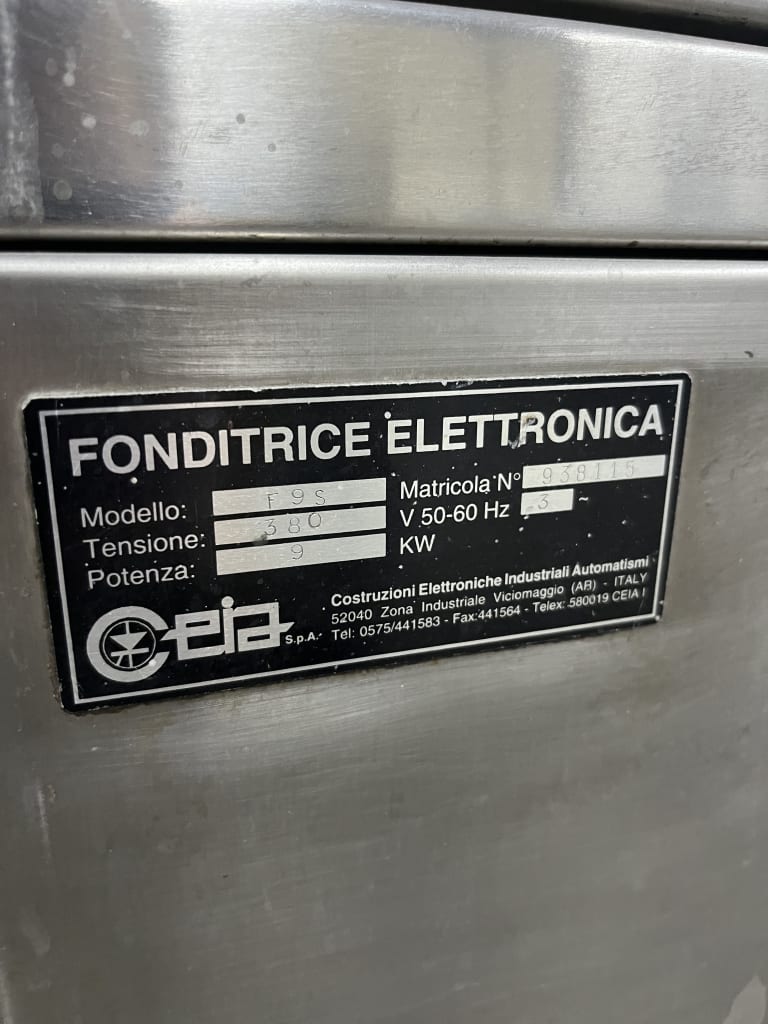 FONDITRICE ELETTRONICA
Modello: F9S Matricola N° 938115
Tensione: 380 V 50-60 Hz 3 ~
Potenza: 9 KW
Ceia S.p.A.
Costruzioni Elettroniche Industriali Automatismi
52040 Zona Industriale Viciomaggio (AR) - ITALY
Tel: 0575/441583 - Fax:441564 - Telex: 580019 CEIA I